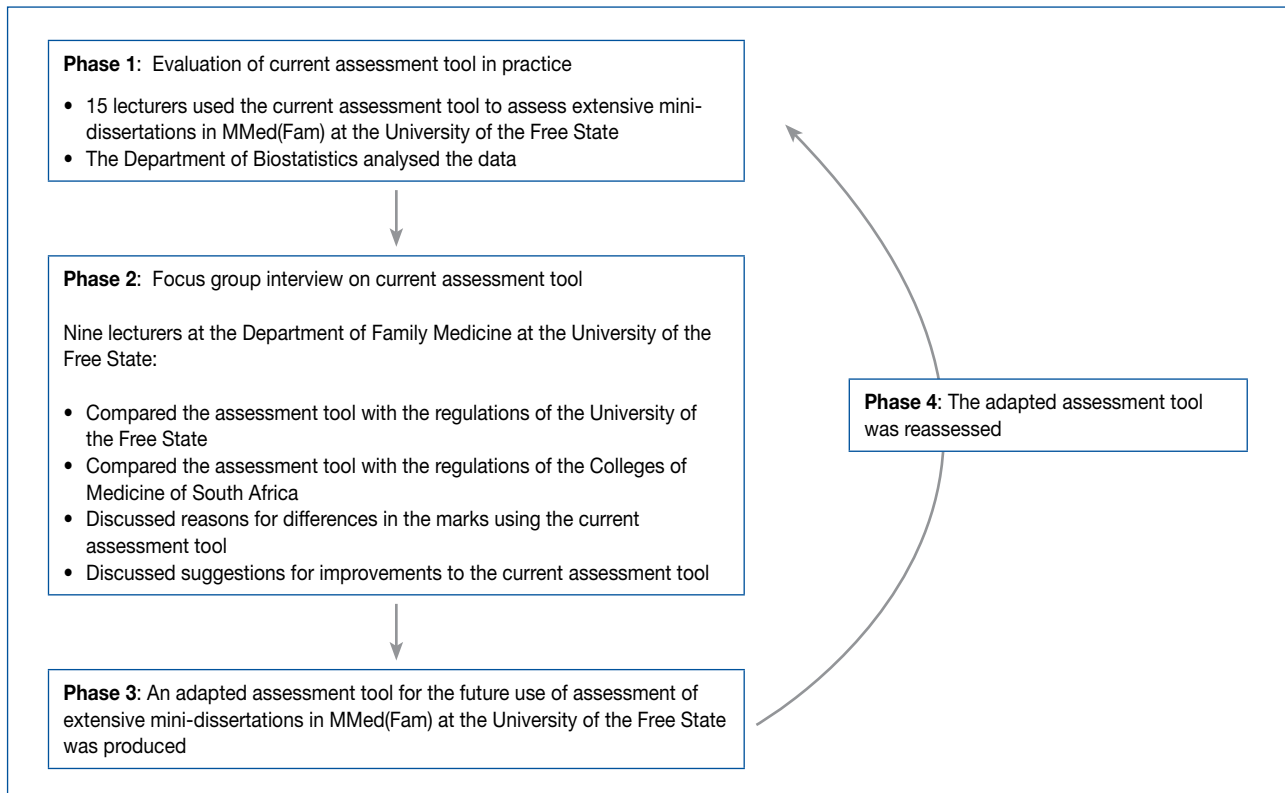 Phase 1: Evaluation of current assessment tool in practice
• 15 lecturers used the current assessment tool to assess extensive mini-
dissertations in MMed(Fam) at the University of the Free State
• The Department of Biostatistics analysed the data
Phase 2: Focus group interview on current assessment tool
Nine lecturers at the Department of Family Medicine at the University of the
Free State:
• Compared the assessment tool with the regulations of the University of
the Free State
• Compared the assessment tool with the regulations of the Colleges of
Medicine of South Africa
• Discussed reasons for differences in the marks using the current
assessment tool
• Discussed suggestions for improvements to the current assessment tool
Phase 3: An adapted assessment tool for the future use of assessment of
extensive mini-dissertations in MMed(Fam) at the University of the Free State
was produced
Phase 4: The adapted assessment tool
was reassessed